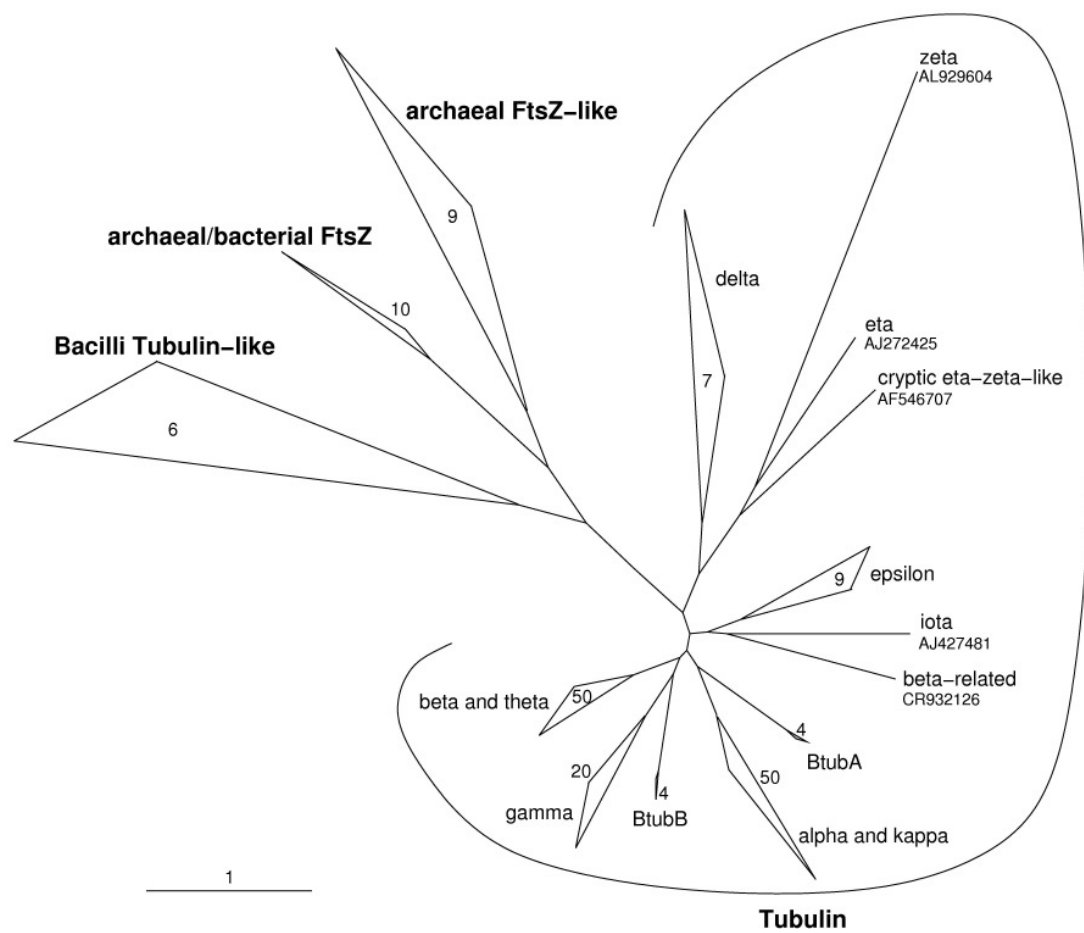 zeta
AL929604
archaeal FtsZ−like
9
archaeal/bacterial FtsZ
delta
10
eta
AJ272425
Bacilli Tubulin−like
cryptic eta−zeta−like
AF546707
7
6
epsilon
9
iota
AJ427481
beta−related
CR932126
beta and theta
50
4
BtubA
20
50
4
gamma
BtubB
alpha and kappa
1
Tubulin